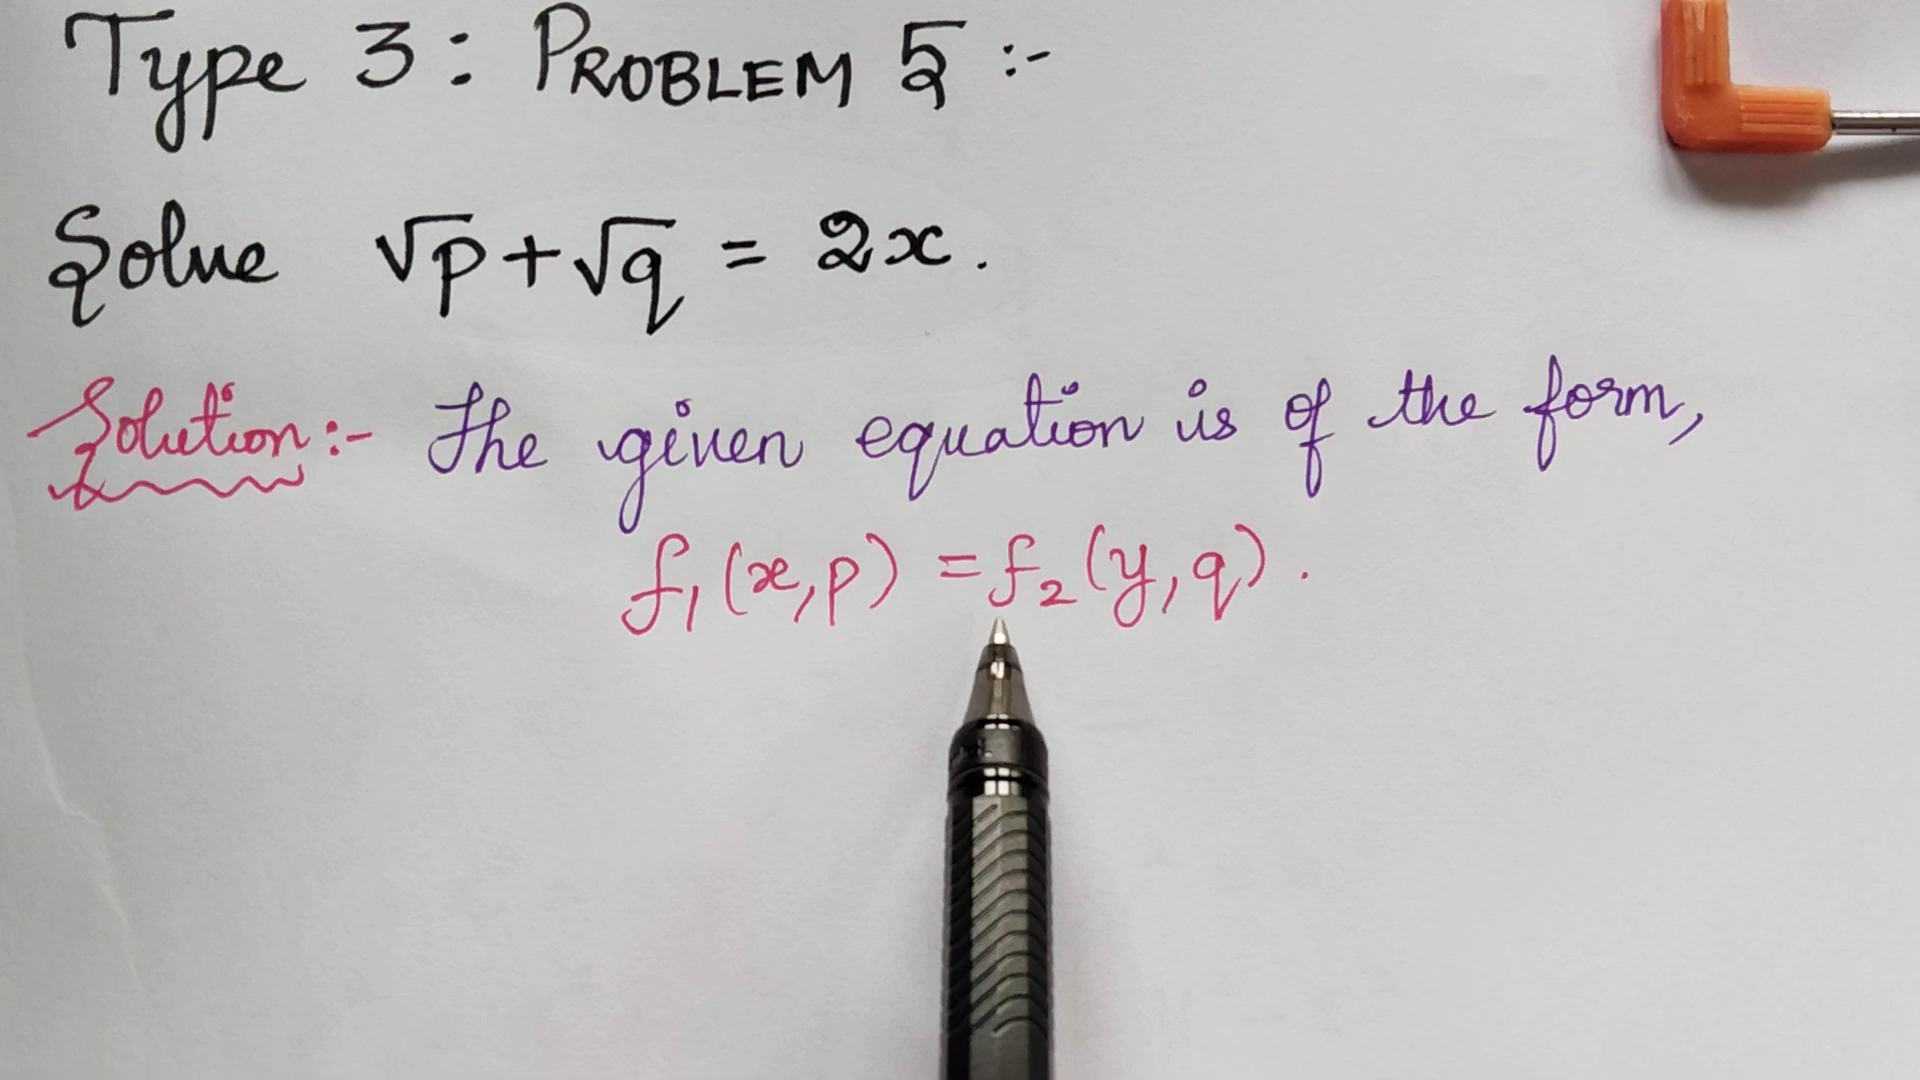 Type 3: PROBLEM 5 :-
Solve √p + √q = 2x.
Solution:- The given equation is of the form,
f₁(x,p) = f₂(y,q).